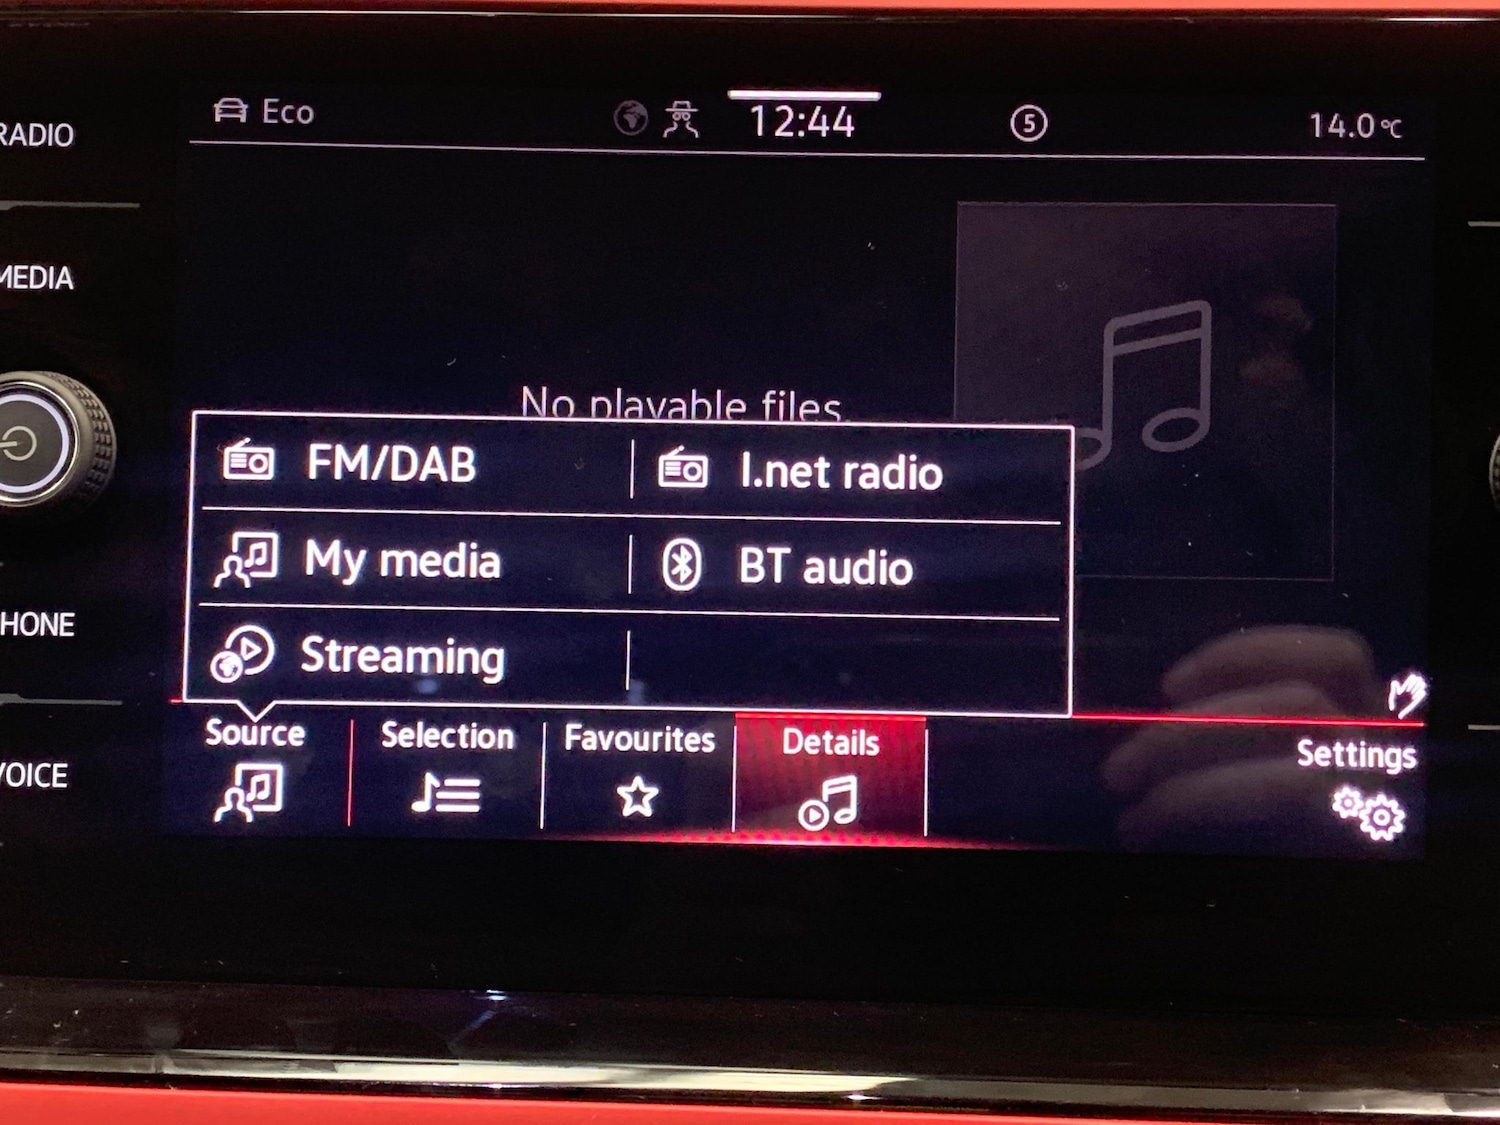 RADIO
MEDIA
HONE
VOICE
Eco
12:44
5
14.0°C
No playable files.
FM/DAB
I.net radio
My media
BT audio
Streaming
Source
Selection
Favourites
Details
Settings